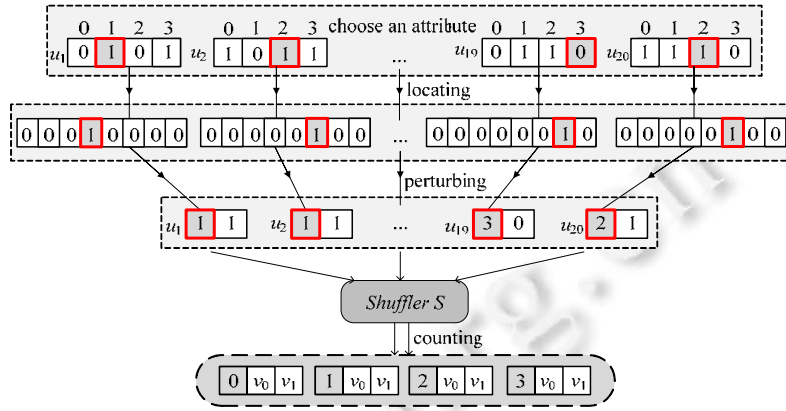 0 1 2 3 choose an attribute 0 1 2 3 0 1 2 3 0 1 2 3
u1 0 1 0 1 u2 1 0 1 1 ... u19 0 1 1 0 u20 1 1 1 0
locating
0 0 0 1 0 0 0 0 0 0 0 0 0 1 0 0 ... 0 0 0 0 0 0 1 0 0 0 0 0 0 1 0 0
perturbing
u1 1 1 u2 1 1 ... u19 3 0 u20 2 1
Shuffler S
counting
0 v0 v1 1 v0 v1 2 v0 v1 3 v0 v1